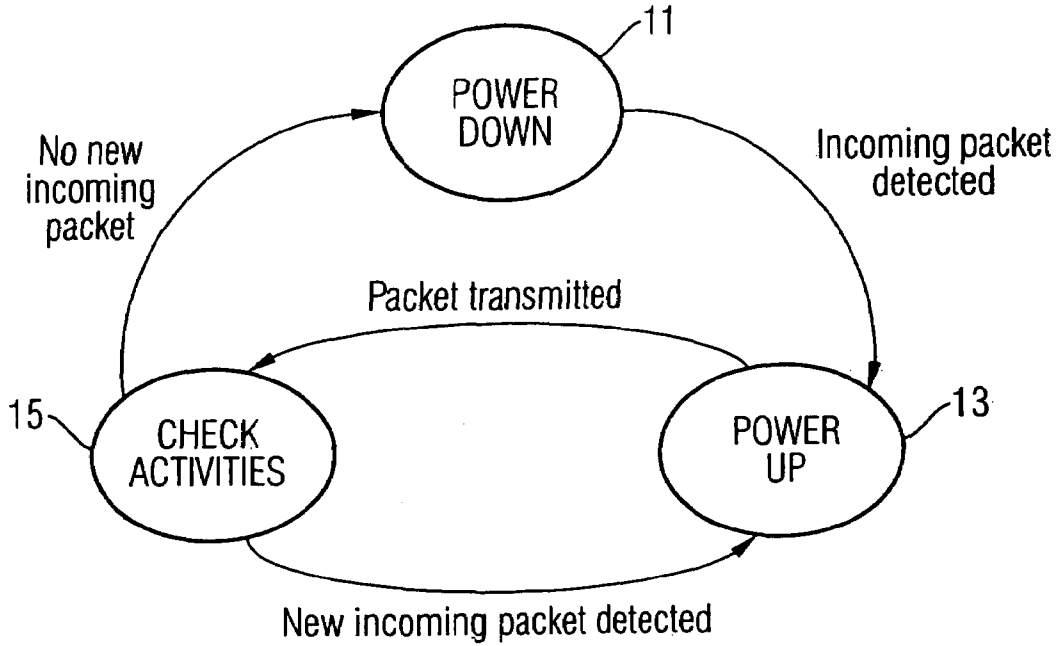 11
POWER
DOWN
No new
incoming
packet
Incoming packet
detected
Packet transmitted
15
CHECK
ACTIVITIES
13
POWER
UP
New incoming packet detected